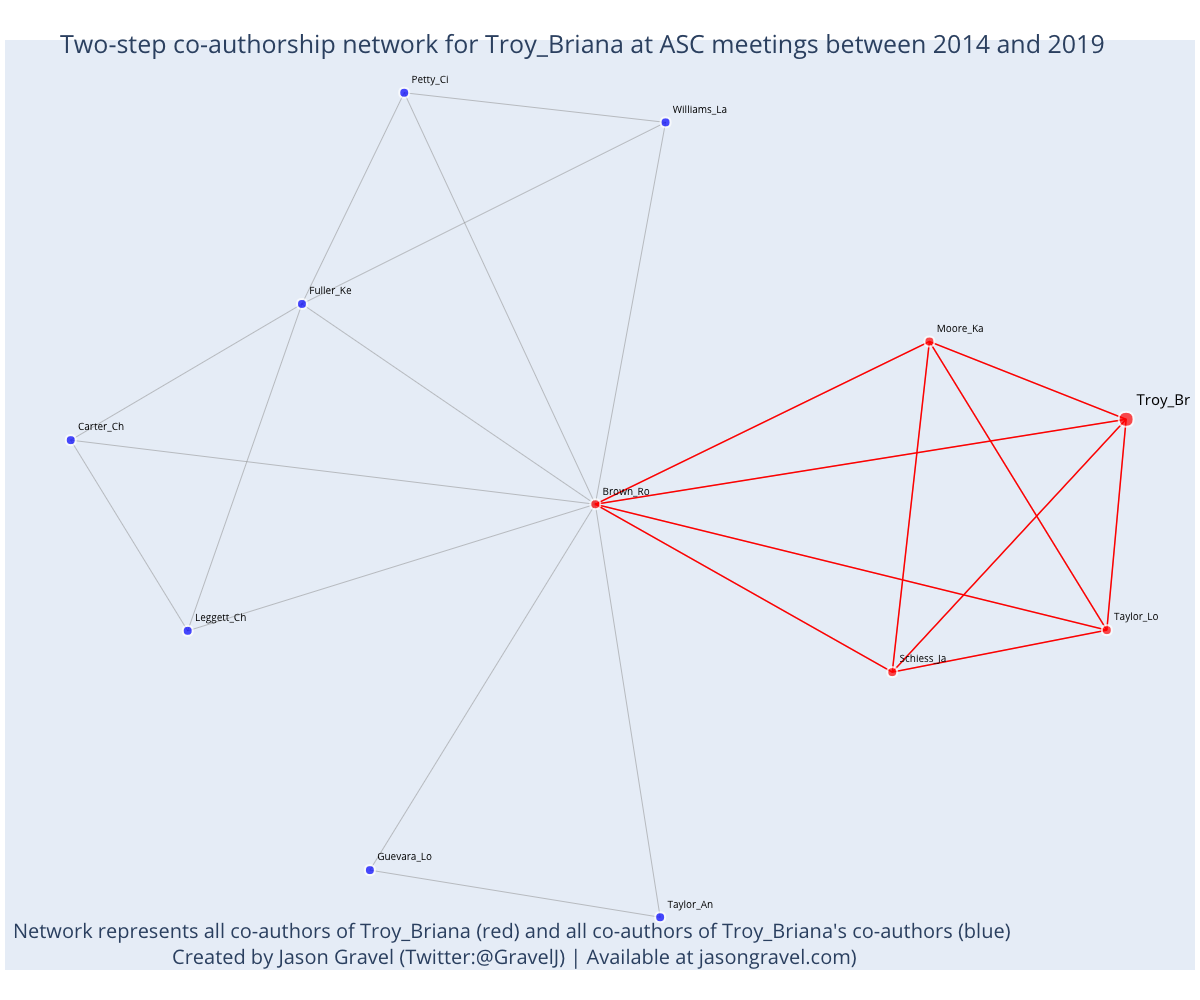 Two-step co-authorship network for Troy_Briana at ASC meetings between 2014 and 2019
Petty_Ci
Williams_La
Fuller_Ke
Moore_Ka
Troy_Br
Carter_Ch
Brown_Ro
Leggett_Ch
Taylor_Lo
Schiess_Ja
Guevara_Lo
Taylor_An
Network represents all co-authors of Troy_Briana (red) and all co-authors of Troy_Briana's co-authors (blue)
Created by Jason Gravel (Twitter:@GravelJ) | Available at jasongravel.com)